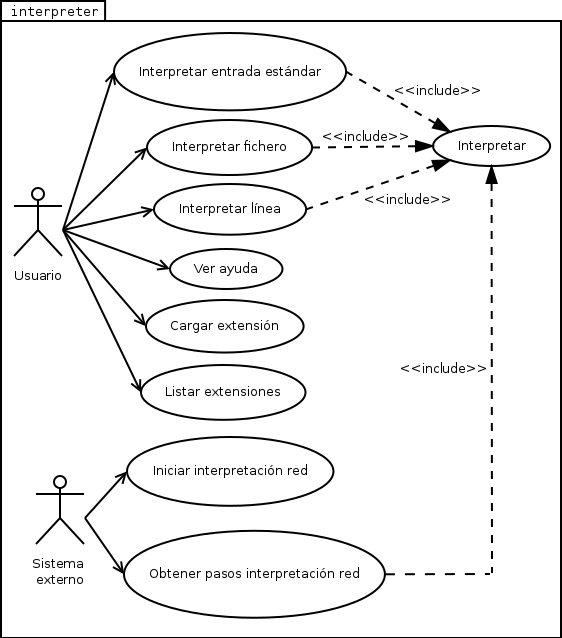 interpreter
Interpretar entrada estándar
<<include>>
Interpretar fichero
<<include>>
Interpretar
Interpretar línea
<<include>>
Usuario
Ver ayuda
Cargar extensión
<<include>>
Listar extensiones
Iniciar interpretación red
Sistema
externo
Obtener pasos interpretación red